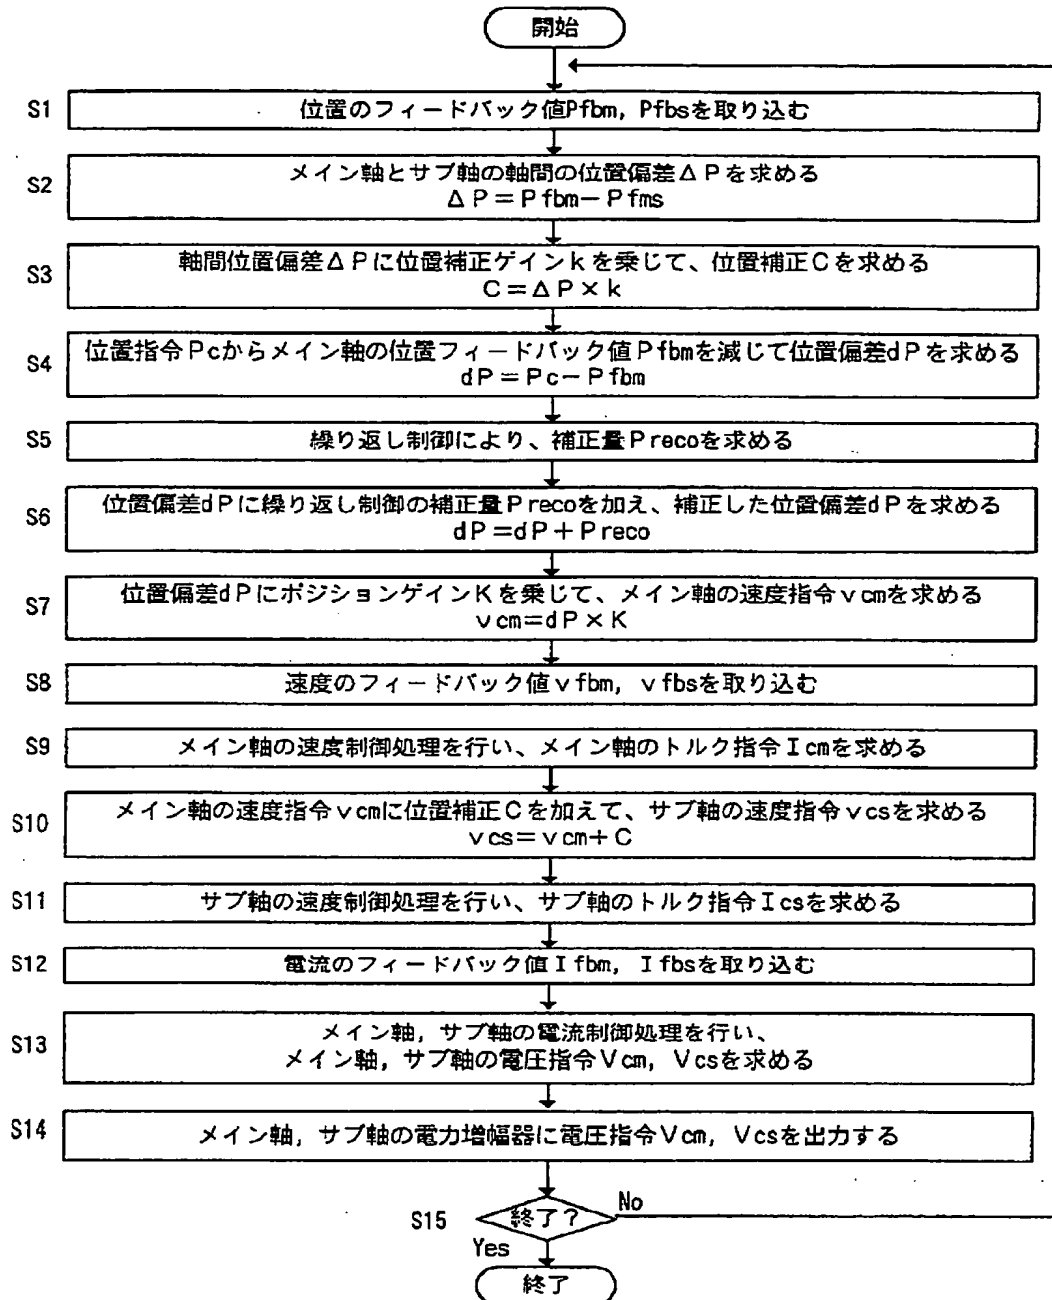 開始
S1 位置のフィードバック値Pfbm, Pfbsを取り込む
S2 メイン軸とサブ軸の軸間の位置偏差ΔPを求める
ΔP=Pfbm-Pfms
S3 軸間位置偏差ΔPに位置補正ゲインkを乗じて、位置補正Cを求める
C=ΔP×k
S4 位置指令Pcからメイン軸の位置フィードバック値Pfbmを減じて位置偏差dPを求める
dP=Pc-Pfbm
S5 繰り返し制御により、補正量Precoを求める
S6 位置偏差dPに繰り返し制御の補正量Precoを加え、補正した位置偏差dPを求める
dP=dP+Preco
S7 位置偏差dPにポジションゲインKを乗じて、メイン軸の速度指令vcmを求める
vcm=dP×K
S8 速度のフィードバック値vfbm, vfbsを取り込む
S9 メイン軸の速度制御処理を行い、メイン軸のトルク指令Icmを求める
S10 メイン軸の速度指令vcmに位置補正Cを加えて、サブ軸の速度指令vcsを求める
vcs=vcm+C
S11 サブ軸の速度制御処理を行い、サブ軸のトルク指令Icsを求める
S12 電流のフィードバック値Ifbm, Ifbsを取り込む
S13 メイン軸, サブ軸の電流制御処理を行い、
メイン軸, サブ軸の電圧指令Vcm, Vcsを求める
S14 メイン軸, サブ軸の電力増幅器に電圧指令Vcm, Vcsを出力する
S15 終了? No
Yes
終了